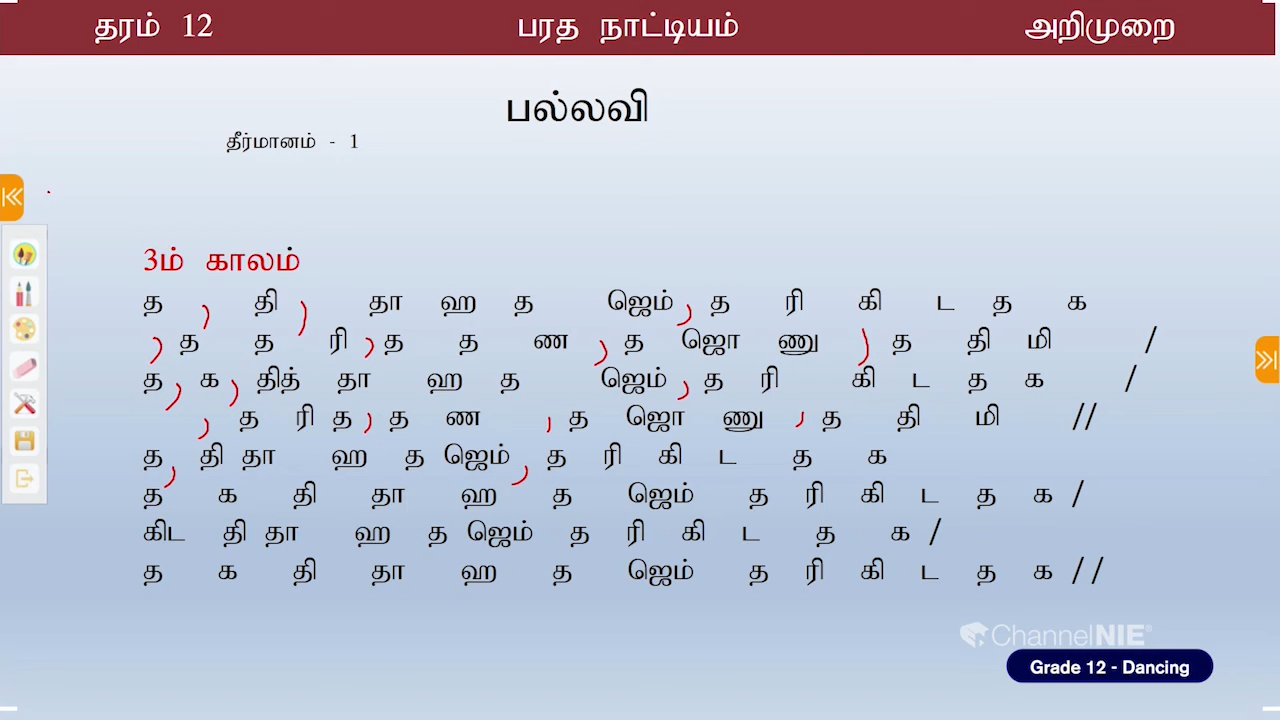 தரம் 12 பரத நாட்டியம் அறிமுறை
பல்லவி
தீர்மானம் - 1
3ம் காலம்
த , தி , தா ஹ த ஜெம் , த ரி கி ட த க
, த த ரி , த த ண , த ஜொ ணு , த தி மி /
த , க , தித் தா ஹ த ஜெம் , த ரி கி ட த க /
, த ரி த , த ண , த ஜொ ணு , த தி மி //
த , தி தா ஹ த ஜெம் , த ரி கி ட த க
த க தி தா ஹ த ஜெம் த ரி கி ட த க /
கிட தி தா ஹ த ஜெம் த ரி கி ட த க /
த க தி தா ஹ த ஜெம் த ரி கி ட த க //
ChannelNIE
Grade 12 - Dancing